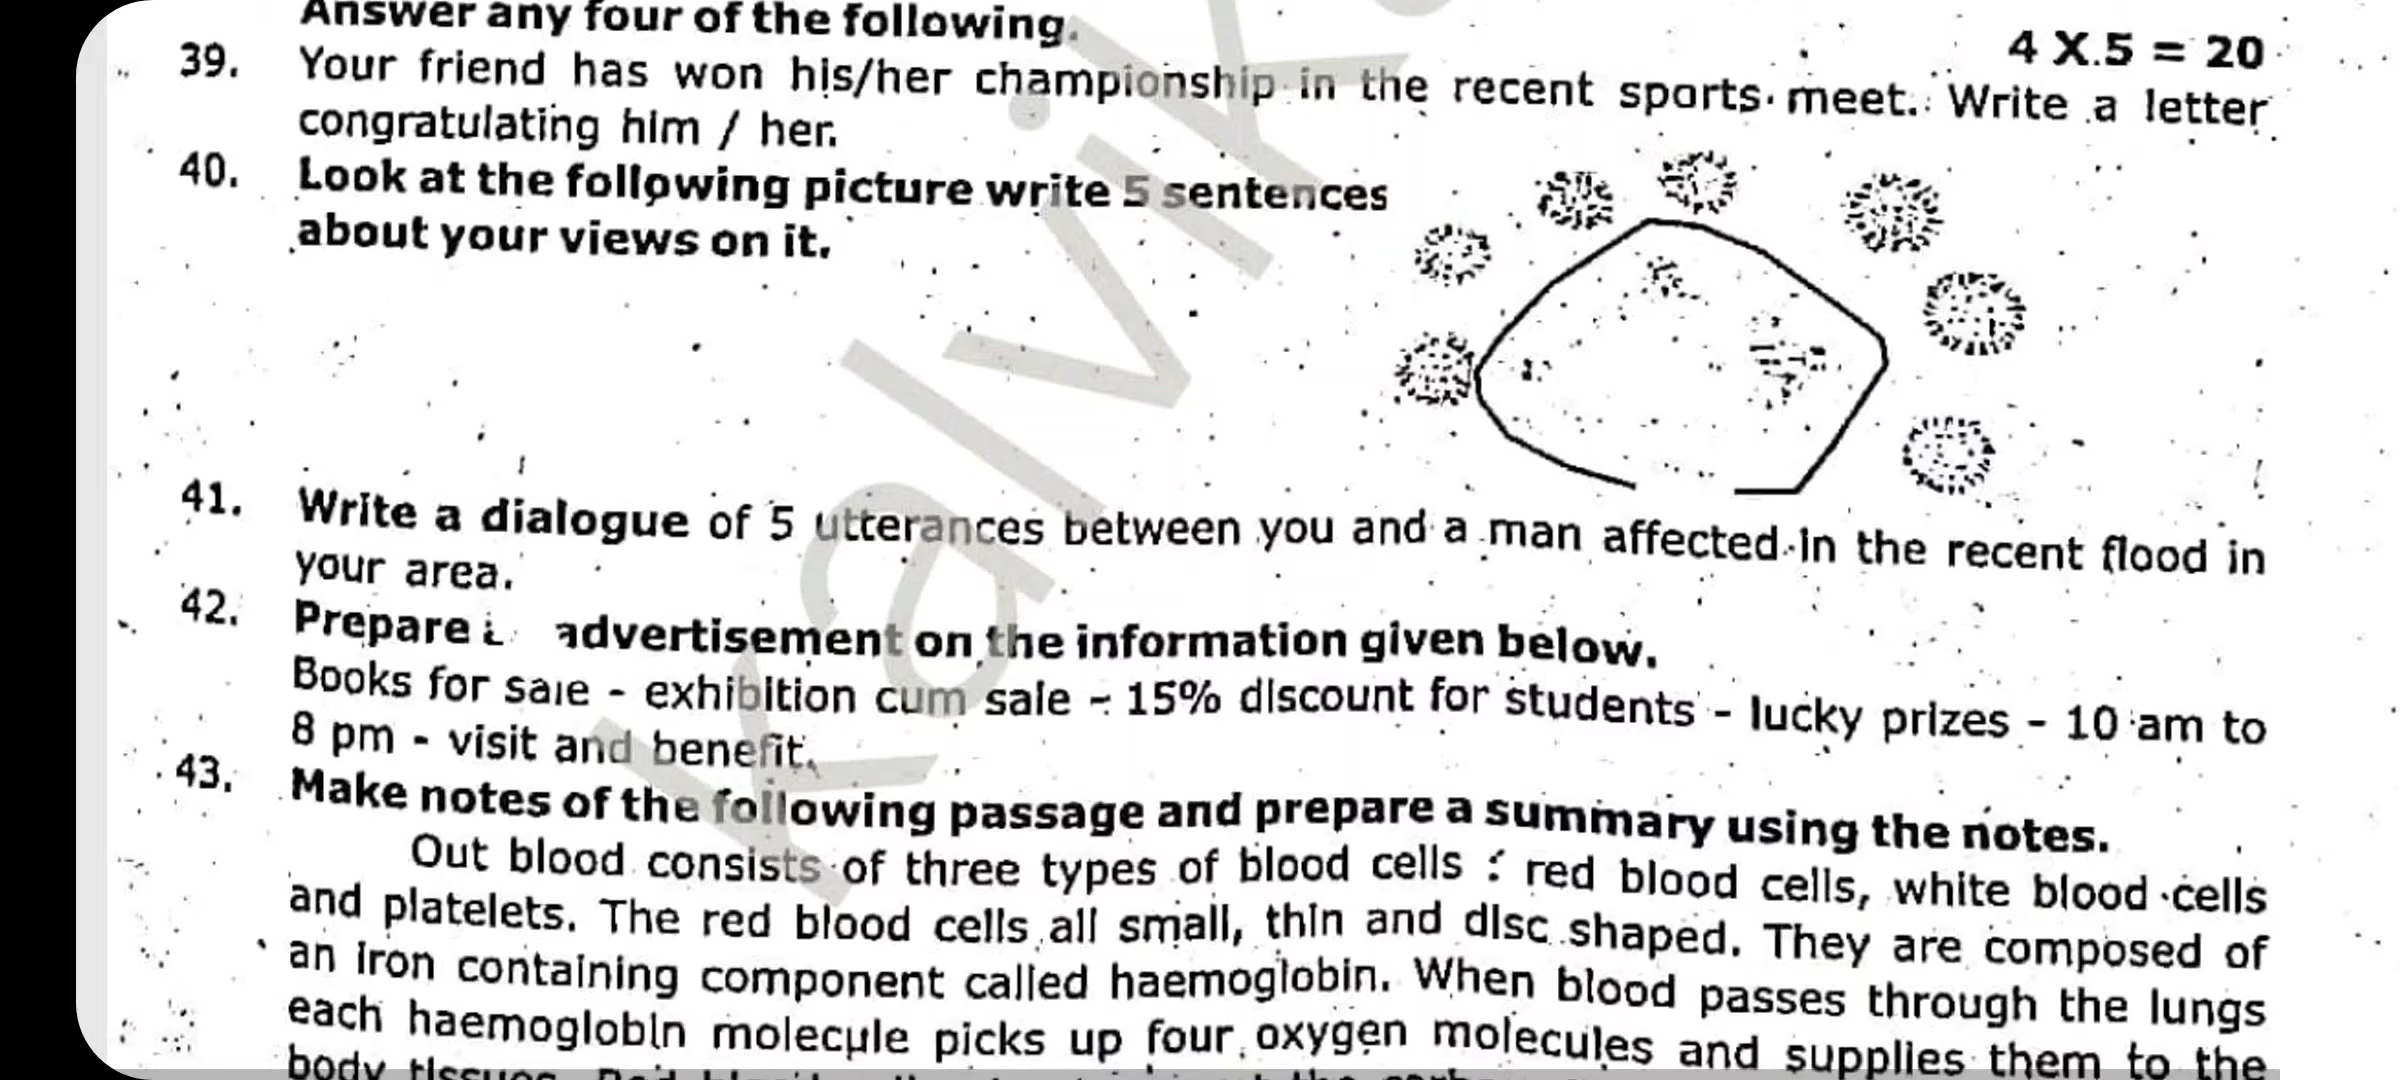 Answer any four of the following.
4 X 5 = 20
39. Your friend has won his/her championship in the recent sports meet. Write a letter
congratulating him / her.
40. Look at the following picture write 5 sentences
about your views on it.
41. Write a dialogue of 5 utterances between you and a man affected in the recent flood in
your area.
42. Prepare advertisement on the information given below.
Books for sale - exhibition cum sale - 15% discount for students - lucky prizes - 10 am to
8 pm - visit and benefit.
43. Make notes of the following passage and prepare a summary using the notes.
Out blood consists of three types of blood cells : red blood cells, white blood cells
and platelets. The red blood cells all small, thin and disc shaped. They are composed of
an iron containing component called haemoglobin. When blood passes through the lungs
each haemoglobin molecule picks up four oxygen molecules and supplies them to the
body tissues.
kalvik